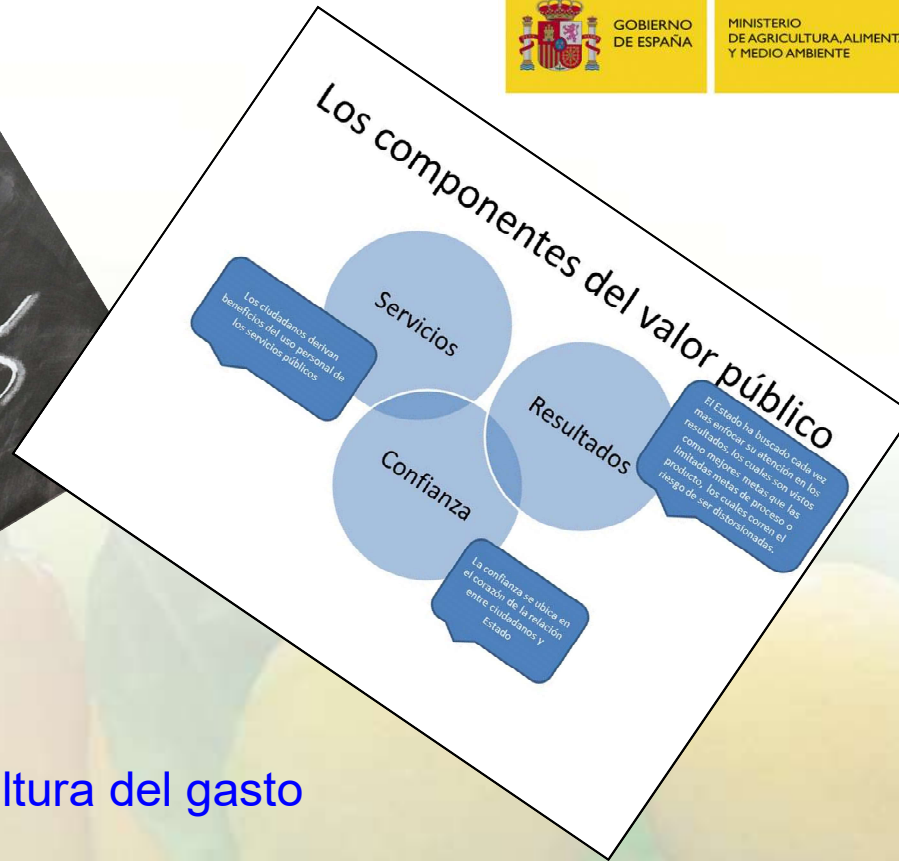 GOBIERNO
DE ESPAÑA
MINISTERIO
DE AGRICULTURA, ALIMENTA
Y MEDIO AMBIENTE
Los componentes del valor público
Servicios
Los ciudadanos derivan
beneficios del uso personal de
los servicios públicos
Resultados
El Estado ha buscado cada vez
mas enfocar su atención en los
resultados, los cuales son vistos
como mejores metas que las
limitadas metas de proceso o
producto, los cuales corren el
riesgo de ser distorsionadas.
Confianza
La confianza se ubica en
el corazón de la relación
entre ciudadanos y
Estado
ltura del gasto